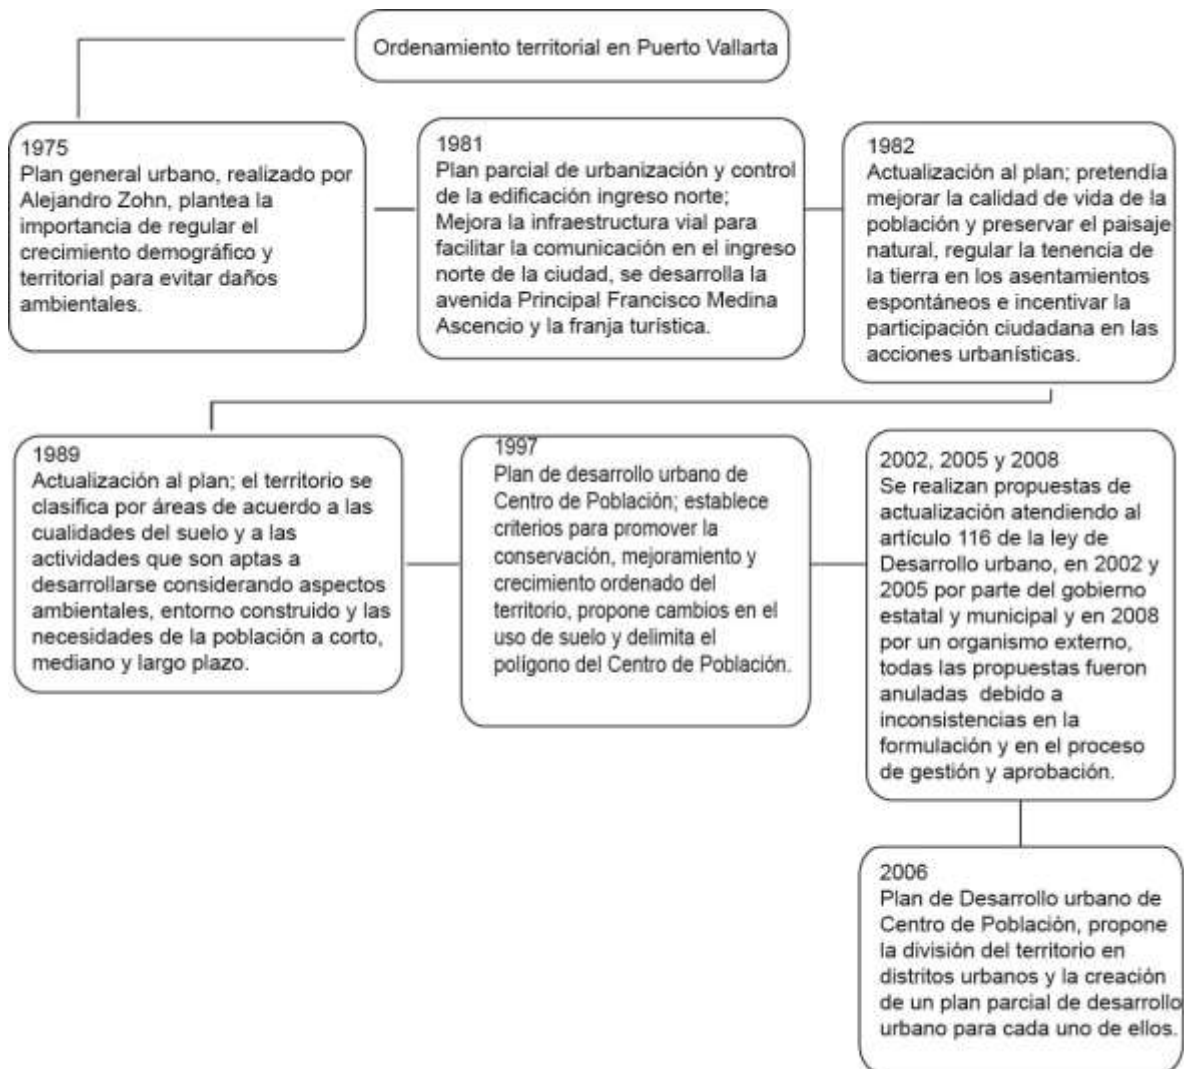 Ordenamiento territorial en Puerto Vallarta
1975
Plan general urbano, realizado por
Alejandro Zohn, plantea la
importancia de regular el
crecimiento demográfico y
territorial para evitar daños
ambientales.
1981
Plan parcial de urbanización y control
de la edificación ingreso norte;
Mejora la infraestructura vial para
facilitar la comunicación en el ingreso
norte de la ciudad, se desarrolla la
avenida Principal Francisco Medina
Ascencio y la franja turística.
1982
Actualización al plan; pretendía
mejorar la calidad de vida de la
población y preservar el paisaje
natural, regular la tenencia de
la tierra en los asentamientos
espontáneos e incentivar la
participación ciudadana en las
acciones urbanísticas.
1989
Actualización al plan; el territorio se
clasifica por áreas de acuerdo a las
cualidades del suelo y a las
actividades que son aptas a
desarrollarse considerando aspectos
ambientales, entorno construido y las
necesidades de la población a corto,
mediano y largo plazo.
1997
Plan de desarrollo urbano de
Centro de Población; establece
criterios para promover la
conservación, mejoramiento y
crecimiento ordenado del
territorio, propone cambios en el
uso de suelo y delimita el
polígono del Centro de Población.
2002, 2005 y 2008
Se realizan propuestas de
actualización atendiendo al
artículo 116 de la ley de
Desarrollo urbano, en 2002 y
2005 por parte del gobierno
estatal y municipal y en 2008
por un organismo externo,
todas las propuestas fueron
anuladas debido a
inconsistencias en la
formulación y en el proceso
de gestión y aprobación.
2006
Plan de Desarrollo urbano de
Centro de Población, propone
la división del territorio en
distritos urbanos y la creación
de un plan parcial de desarrollo
urbano para cada uno de ellos.